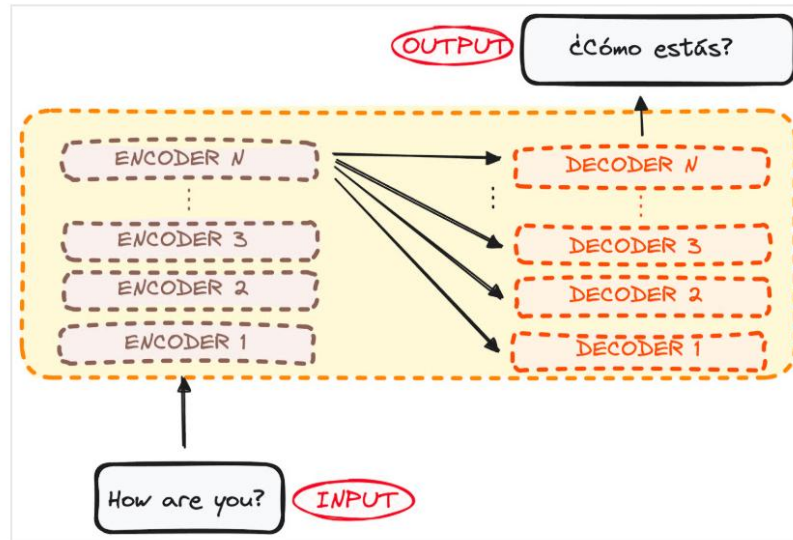 OUTPUT
¿Cómo estás?
ENCODER N
DECODER N
ENCODER 3
DECODER 3
ENCODER 2
DECODER 2
ENCODER 1
DECODER 1
How are you?
INPUT